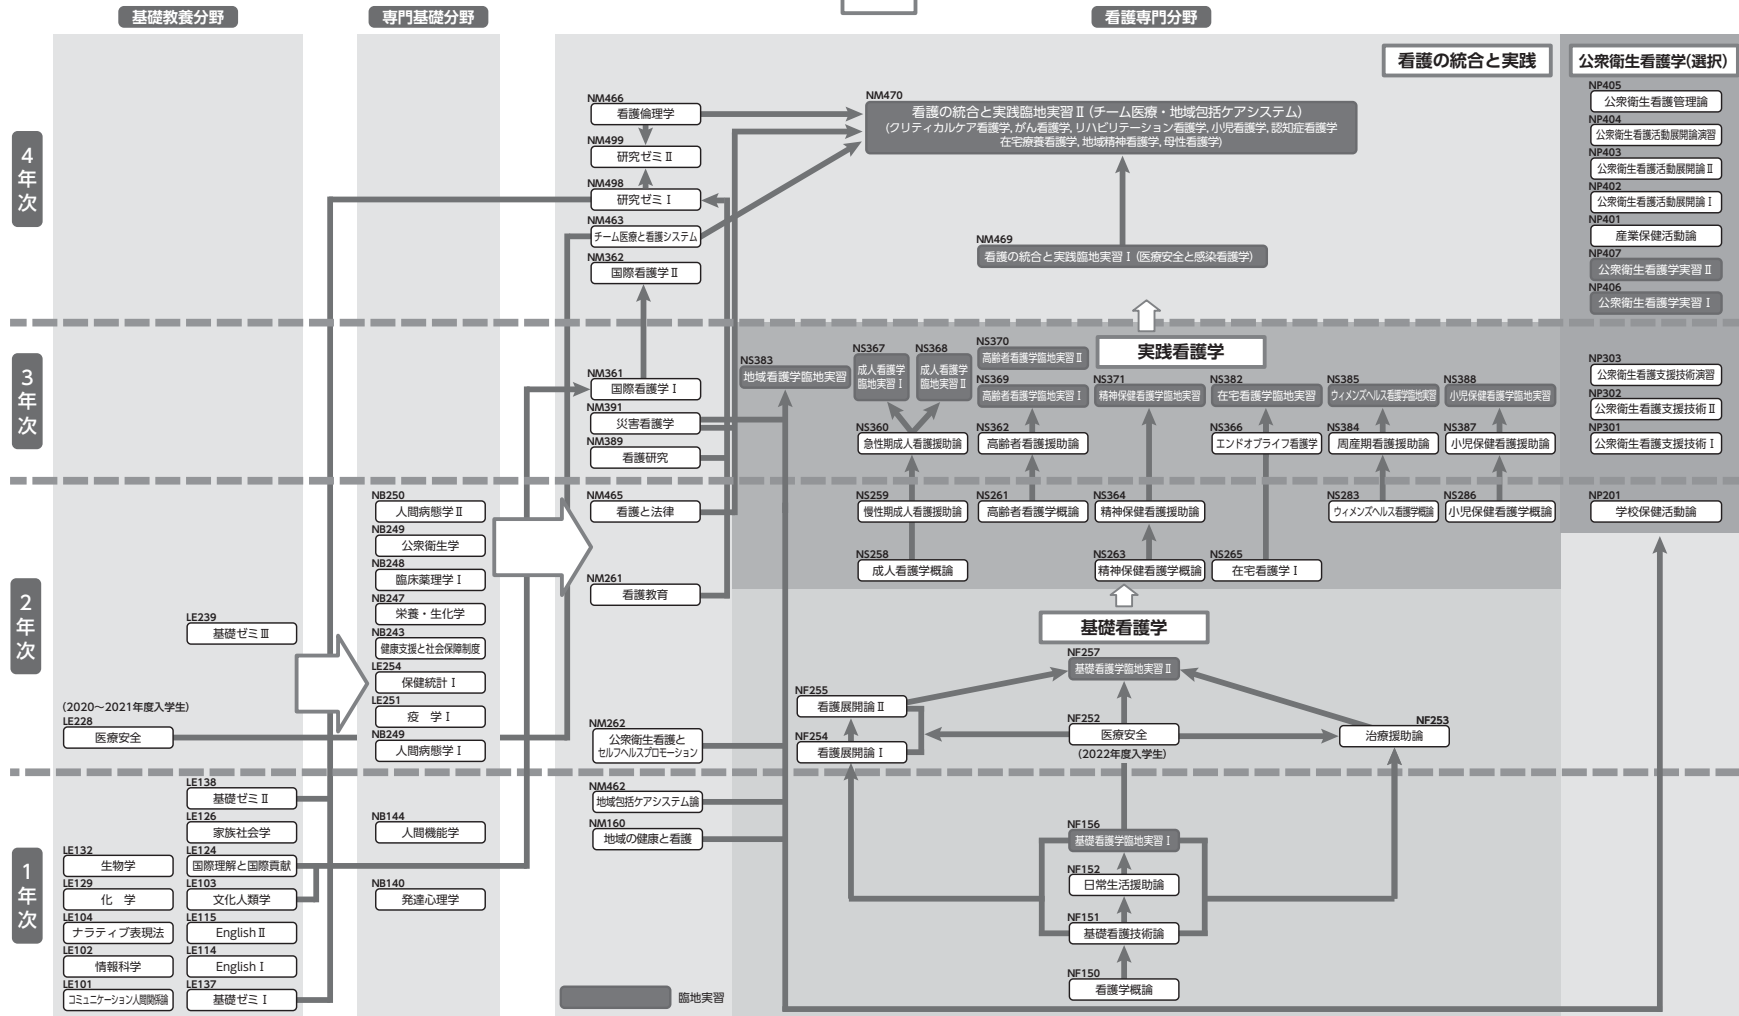 基礎教養分野
専門基礎分野
看護専門分野
看護の統合と実践
公衆衛生看護学(選択)
4年次
NM466
看護倫理学
NM499
研究ゼミⅡ
NM498
研究ゼミⅠ
NM463
チーム医療と看護システム
NM362
国際看護学Ⅱ
NM470
看護の統合と実践臨地実習Ⅱ(チーム医療・地域包括ケアシステム)
(クリティカルケア看護学, がん看護学, リハビリテーション看護学, 小児看護学, 認知症看護学
在宅療養看護学, 地域精神看護学, 母性看護学)
NM469
看護の統合と実践臨地実習Ⅰ(医療安全と感染看護学)
NP405
公衆衛生看護管理論
NP404
公衆衛生看護活動展開論演習
NP403
公衆衛生看護活動展開論Ⅱ
NP402
公衆衛生看護活動展開論Ⅰ
NP401
産業保健活動論
NP407
公衆衛生看護学実習Ⅱ
NP406
公衆衛生看護学実習Ⅰ
3年次
NM361
国際看護学Ⅰ
NM391
災害看護学
NM389
看護研究
実践看護学
NS383
地域看護学臨地実習
NS367
成人看護学
臨地実習Ⅰ
NS368
成人看護学
臨地実習Ⅱ
NS370
高齢者看護学臨地実習Ⅱ
NS369
高齢者看護学臨地実習Ⅰ
NS371
精神保健看護学臨地実習
NS382
在宅看護学臨地実習
NS385
ウィメンズヘルス看護学臨地実習
NS388
小児保健看護学臨地実習
NS360
急性期成人看護援助論
NS362
高齢者看護援助論
NS366
エンドオブライフ看護学
NS384
周産期看護援助論
NS387
小児保健看護援助論
NP303
公衆衛生看護支援技術演習
NP302
公衆衛生看護支援技術Ⅱ
NP301
公衆衛生看護支援技術Ⅰ
2年次
LE239
基礎ゼミⅢ
(2020〜2021年度入学生)
LE228
医療安全
NB250
人間病態学Ⅱ
NB249
公衆衛生学
NB248
臨床薬理学Ⅰ
NB247
栄養・生化学
NB243
健康支援と社会保障制度
LE254
保健統計Ⅰ
LE251
疫 学Ⅰ
NB249
人間病態学Ⅰ
NM465
看護と法律
NM261
看護教育
NM262
公衆衛生看護と
セルフヘルスプロモーション
NS259
慢性期成人看護援助論
NS261
高齢者看護学概論
NS364
精神保健看護援助論
NS283
ウィメンズヘルス看護学概論
NS286
小児保健看護学概論
NS258
成人看護学概論
NS263
精神保健看護学概論
NS265
在宅看護学Ⅰ
NP201
学校保健活動論
基礎看護学
NF257
基礎看護学臨地実習Ⅱ
NF255
看護展開論Ⅱ
NF254
看護展開論Ⅰ
NF252
医療安全
(2022年度入学生)
NF253
治療援助論
1年次
LE138
基礎ゼミⅡ
LE126
家族社会学
LE132
生物学
LE124
国際理解と国際貢献
LE129
化 学
LE103
文化人類学
LE104
ナラティブ表現法
LE115
EnglishⅡ
LE102
情報科学
LE114
EnglishⅠ
LE101
コミュニケーション人間関係論
LE137
基礎ゼミⅠ
NB144
人間機能学
NB140
発達心理学
NM462
地域包括ケアシステム論
NM160
地域の健康と看護
NF156
基礎看護学臨地実習Ⅰ
NF152
日常生活援助論
NF151
基礎看護技術論
NF150
看護学概論
臨地実習